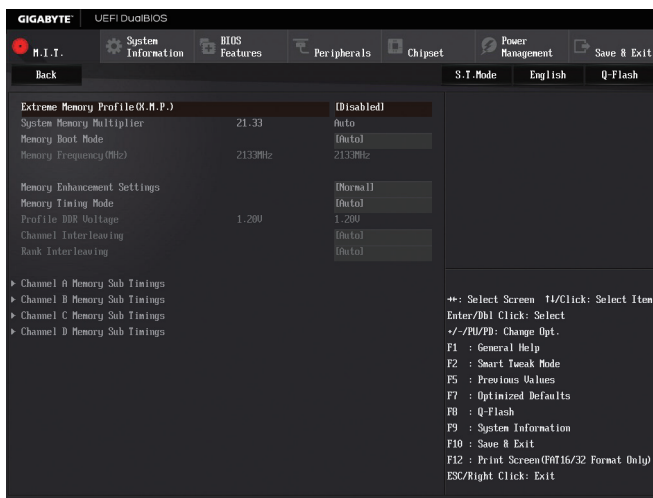 GIGABYTE™ UEFI DualBIOS
M.I.T. System Information BIOS Features Peripherals Chipset Power Management Save & Exit
Back S.T.Mode English Q-Flash
Extreme Memory Profile(X.M.P.) [Disabled]
System Memory Multiplier 21.33 Auto
Memory Boot Mode [Auto]
Memory Frequency(MHz) 2133MHz 2133MHz
Memory Enhancement Settings [Normal]
Memory Timing Mode [Auto]
Profile DDR Voltage 1.20V 1.20V
Channel Interleaving [Auto]
Rank Interleaving [Auto]
Channel A Memory Sub Timings
Channel B Memory Sub Timings
Channel C Memory Sub Timings
Channel D Memory Sub Timings
→←: Select Screen ↑↓/Click: Select Item
Enter/Dbl Click: Select
+/-/PU/PD: Change Opt.
F1 : General Help
F2 : Smart Tweak Mode
F5 : Previous Values
F7 : Optimized Defaults
F8 : Q-Flash
F9 : System Information
F10 : Save & Exit
F12 : Print Screen(FAT16/32 Format Only)
ESC/Right Click: Exit